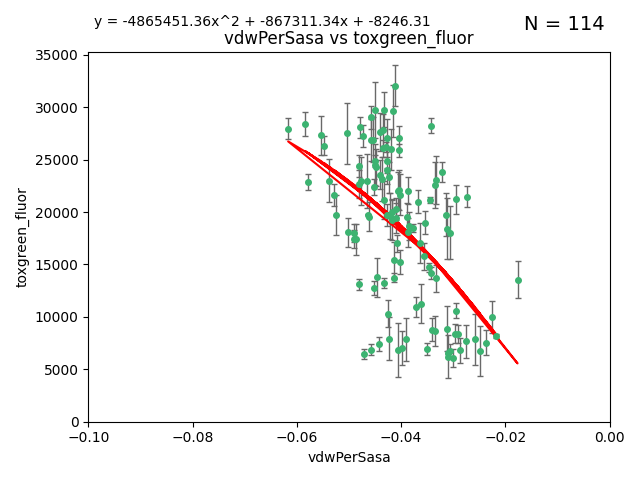 y = -4865451.36x^2 + -867311.34x + -8246.31
N = 114
vdwPerSasa vs toxgreen_fluor
35000
30000
25000
20000
15000
10000
5000
0
toxgreen_fluor
−0.10
−0.08
−0.06
−0.04
−0.02
0.00
vdwPerSasa